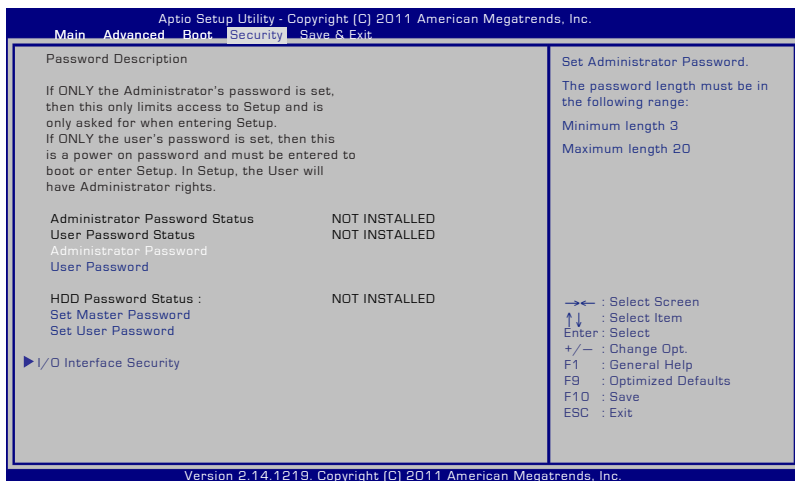 Aptio Setup Utility - Copyright (C) 2011 American Megatrends, Inc.
Main Advanced Boot Security Save & Exit
Password Description
If ONLY the Administrator's password is set,
then this only limits access to Setup and is
only asked for when entering Setup.
If ONLY the user's password is set, then this
is a power on password and must be entered to
boot or enter Setup. In Setup, the User will
have Administrator rights.
Administrator Password Status NOT INSTALLED
User Password Status NOT INSTALLED
Administrator Password
User Password
HDD Password Status : NOT INSTALLED
Set Master Password
Set User Password
I/O Interface Security
Set Administrator Password.
The password length must be in
the following range:
Minimum length 3
Maximum length 20
→← : Select Screen
↑↓ : Select Item
Enter : Select
+/— : Change Opt.
F1 : General Help
F9 : Optimized Defaults
F10 : Save
ESC : Exit
Version 2.14.1219. Copyright (C) 2011 American Megatrends, Inc.